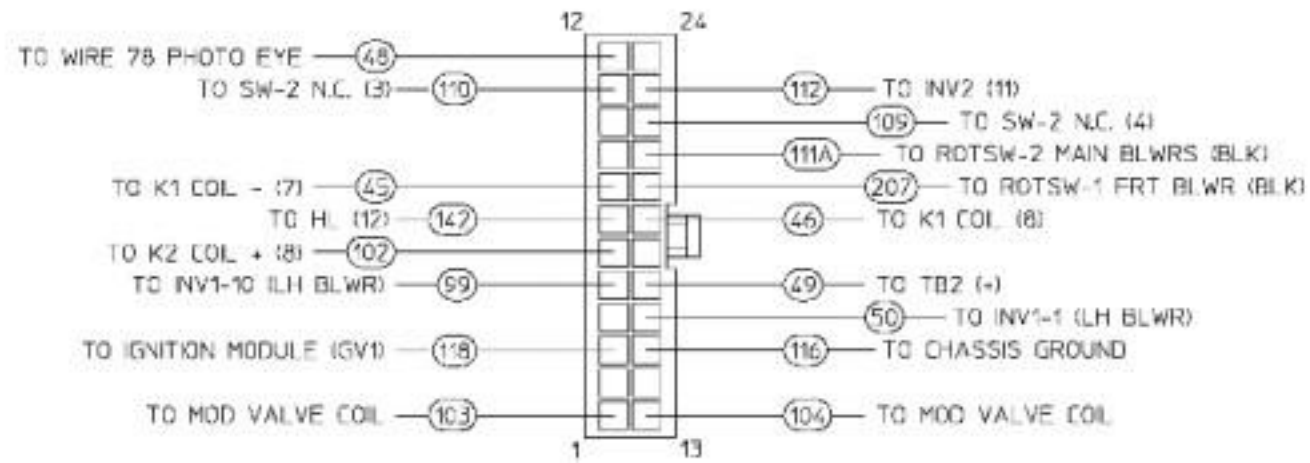 12 24
TO WIRE 78 PHOTO EYE 48
TO SW-2 N.C. (3) 110 112 TO INV2 (11)
109 TO SW-2 N.C. (4)
111A TO ROTSW-2 MAIN BLWRS (BLK)
TO K1 COIL - (7) 45 207 TO ROTSW-1 FRT BLWR (BLK)
TO HL (12) 142 46 TO K1 COIL (8)
TO K2 COIL + (8) 102
TO INV1-10 (LH BLWR) 99 49 TO TB2
50 TO INV1-1 (LH BLWR)
TO IGNITION MODULE (GV1) 118 116 TO CHASSIS GROUND
TO MOD VALVE COIL 103 104 TO MOD VALVE COIL
1 13